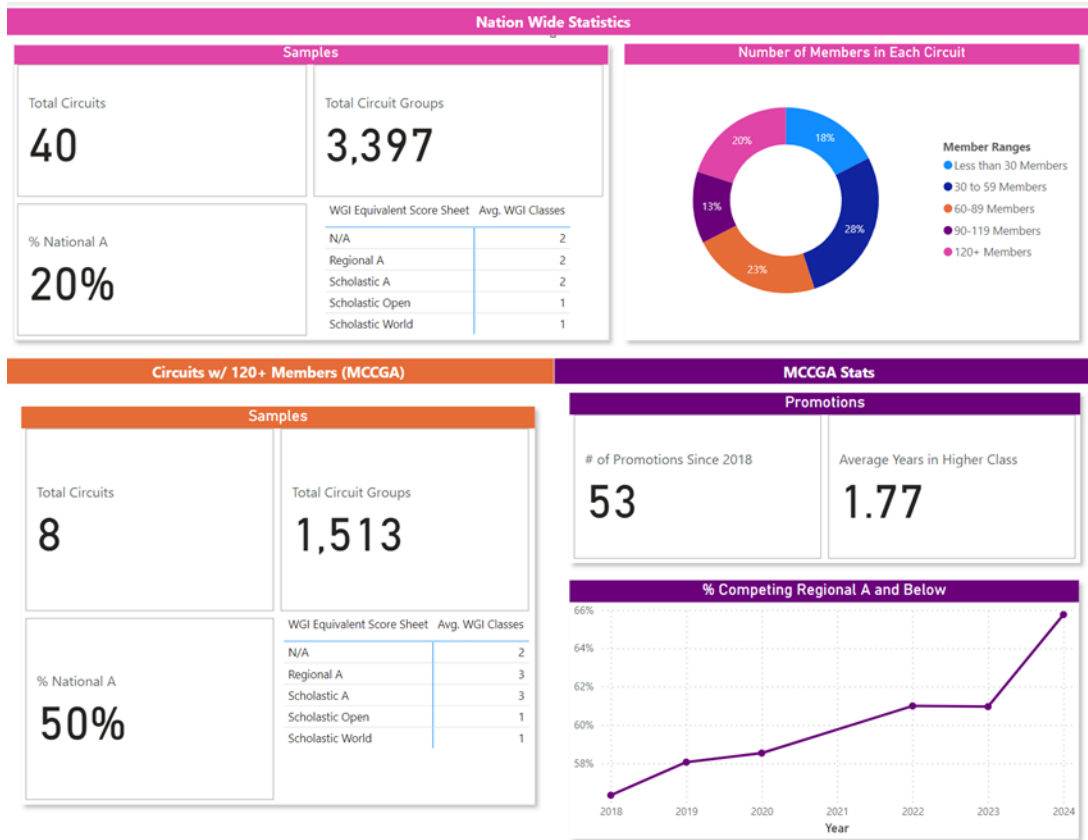 Nation Wide Statistics
Samples
Total Circuits
40
Total Circuit Groups
3,397
% National A
20%
WGI Equivalent Score Sheet Avg. WGI Classes
N/A 2
Regional A 2
Scholastic A 2
Scholastic Open 1
Scholastic World 1
Number of Members in Each Circuit
18%
28%
23%
13%
20%
Member Ranges
Less than 30 Members
30 to 59 Members
60-89 Members
90-119 Members
120+ Members
Circuits w/ 120+ Members (MCCGA)
Samples
Total Circuits
8
Total Circuit Groups
1,513
% National A
50%
WGI Equivalent Score Sheet Avg. WGI Classes
N/A 2
Regional A 3
Scholastic A 3
Scholastic Open 1
Scholastic World 1
MCCGA Stats
Promotions
# of Promotions Since 2018
53
Average Years in Higher Class
1.77
% Competing Regional A and Below
66%
64%
62%
60%
58%
2018 2019 2020 2021 2022 2023 2024
Year